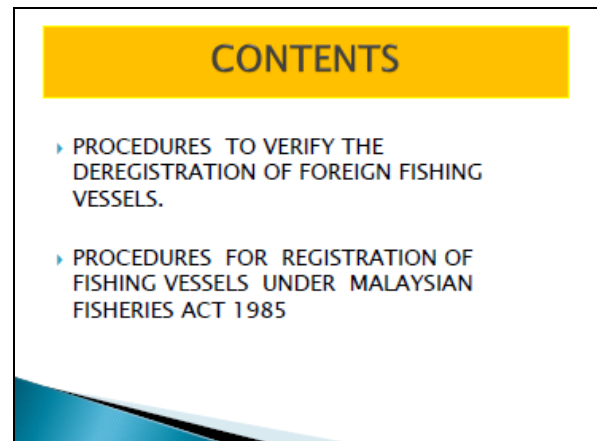 CONTENTS
PROCEDURES TO VERIFY THE
DEREGISTRATION OF FOREIGN FISHING
VESSELS.
PROCEDURES FOR REGISTRATION OF
FISHING VESSELS UNDER MALAYSIAN
FISHERIES ACT 1985